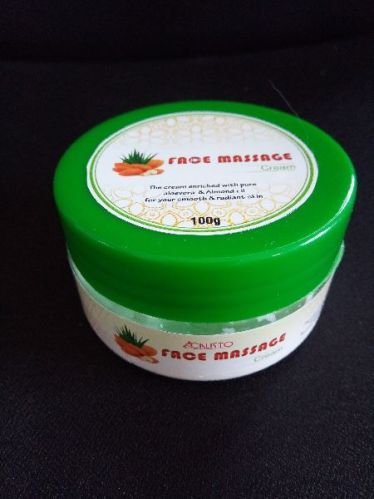 FACE MASSAGE
Cream
The cream enriched with pure
aloevera & Almond oil
for your smooth & radiant skin
100g
CALISTO
FACE MASSAGE
Cream